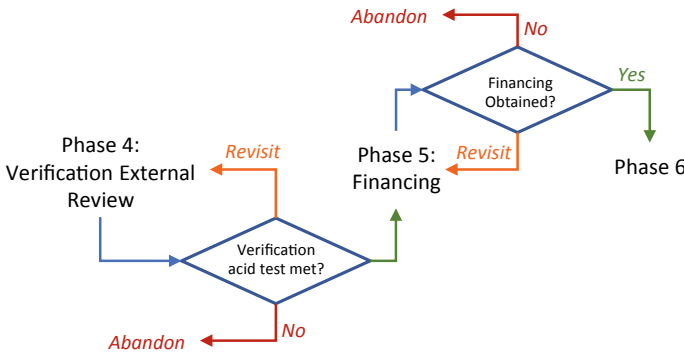 Abandon
No
Financing
Obtained?
Yes
Phase 4:
Verification External
Review
Revisit
Phase 5:
Financing
Revisit
Phase 6
Verification
acid test met?
No
Abandon